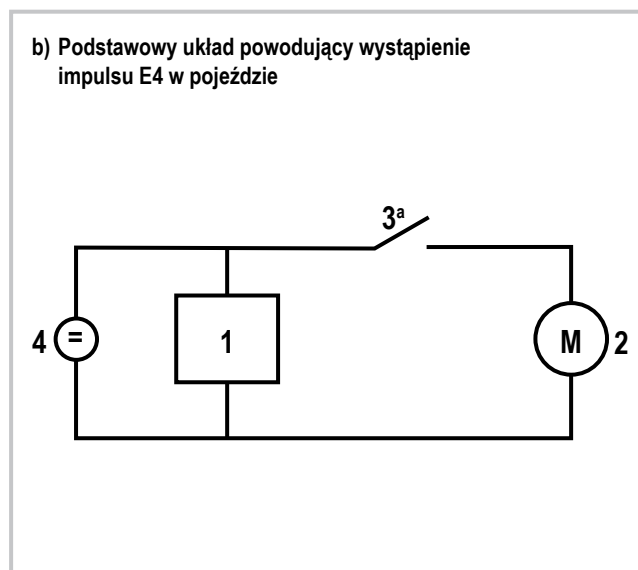 b) Podstawowy układ powodujący wystąpienie
impulsu E4 w pojeździe
3ᵃ
4 =
1
M 2